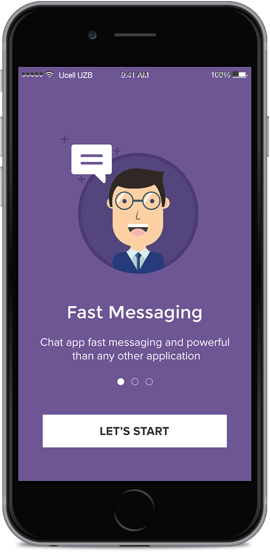 Ucell UZB 9:41 AM 100%
Fast Messaging
Chat app fast messaging and powerful
than any other application
LET'S START